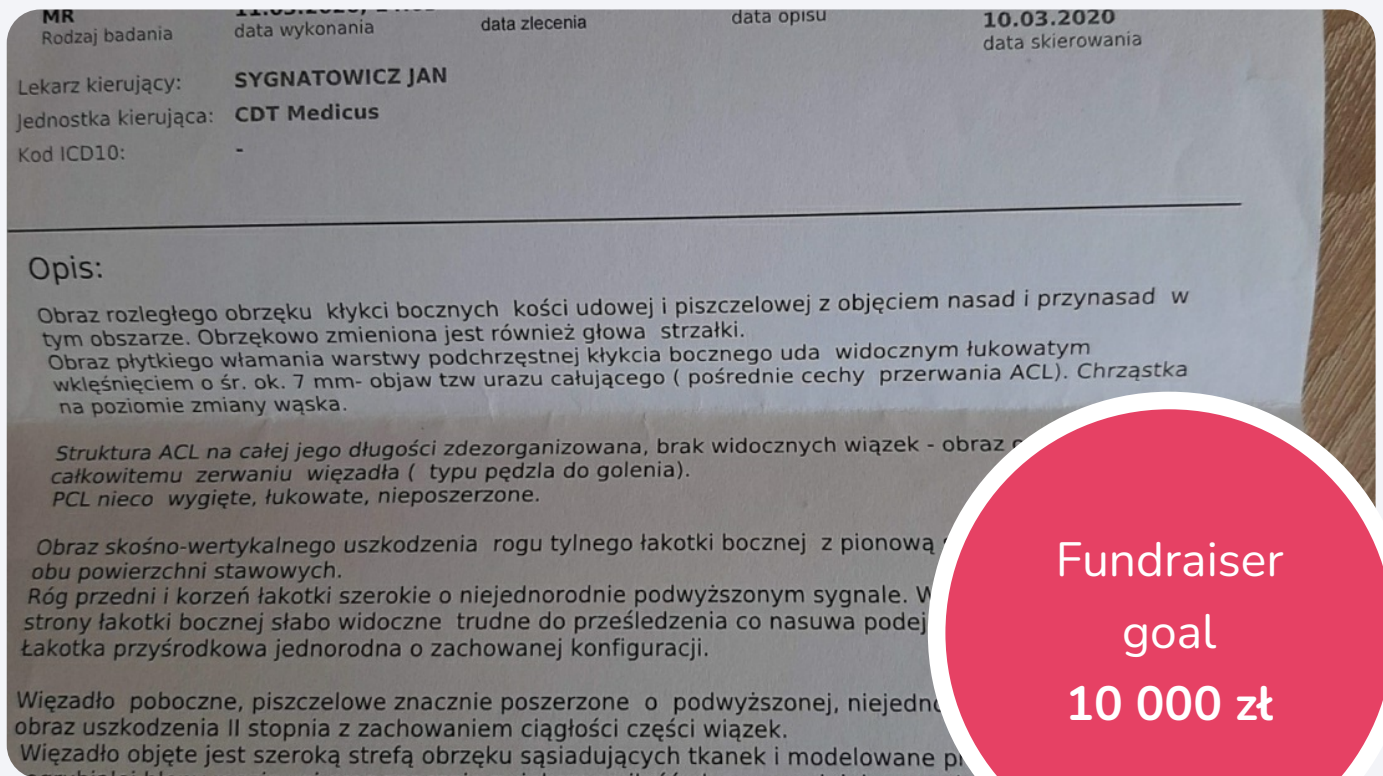 MR
Rodzaj badania
data wykonania
data zlecenia
data opisu
10.03.2020
data skierowania
Lekarz kierujący: SYGNATOWICZ JAN
Jednostka kierująca: CDT Medicus
Kod ICD10: -
Opis:
Obraz rozległego obrzęku kłykci bocznych kości udowej i piszczelowej z objęciem nasad i przynasad w
tym obszarze. Obrzękowo zmieniona jest również głowa strzałki.
Obraz płytkiego włamania warstwy podchrzęstnej kłykcia bocznego uda widocznym łukowatym
wklęśnięciem o śr. ok. 7 mm- objaw tzw urazu całującego ( pośrednie cechy przerwania ACL). Chrząstka
na poziomie zmiany wąska.
Struktura ACL na całej jego długości zdezorganizowana, brak widocznych wiązek - obraz
całkowitemu zerwaniu więzadła ( typu pędzla do golenia).
PCL nieco wygięte, łukowate, nieposzerzone.
Obraz skośno-wertykalnego uszkodzenia rogu tylnego łakotki bocznej z pionową
obu powierzchni stawowych.
Róg przedni i korzeń łakotki szerokie o niejednorodnie podwyższonym sygnale.
strony łakotki bocznej słabo widoczne trudne do prześledzenia co nasuwa
Łakotka przyśrodkowa jednorodna o zachowanej konfiguracji.
Więzadło poboczne, piszczelowe znacznie poszerzone o podwyższonej,
obraz uszkodzenia II stopnia z zachowaniem ciągłości części wiązek.
Więzadło objęte jest szeroką strefą obrzęku sąsiadujących tkanek i modelowane
Fundraiser
goal
10 000 zł